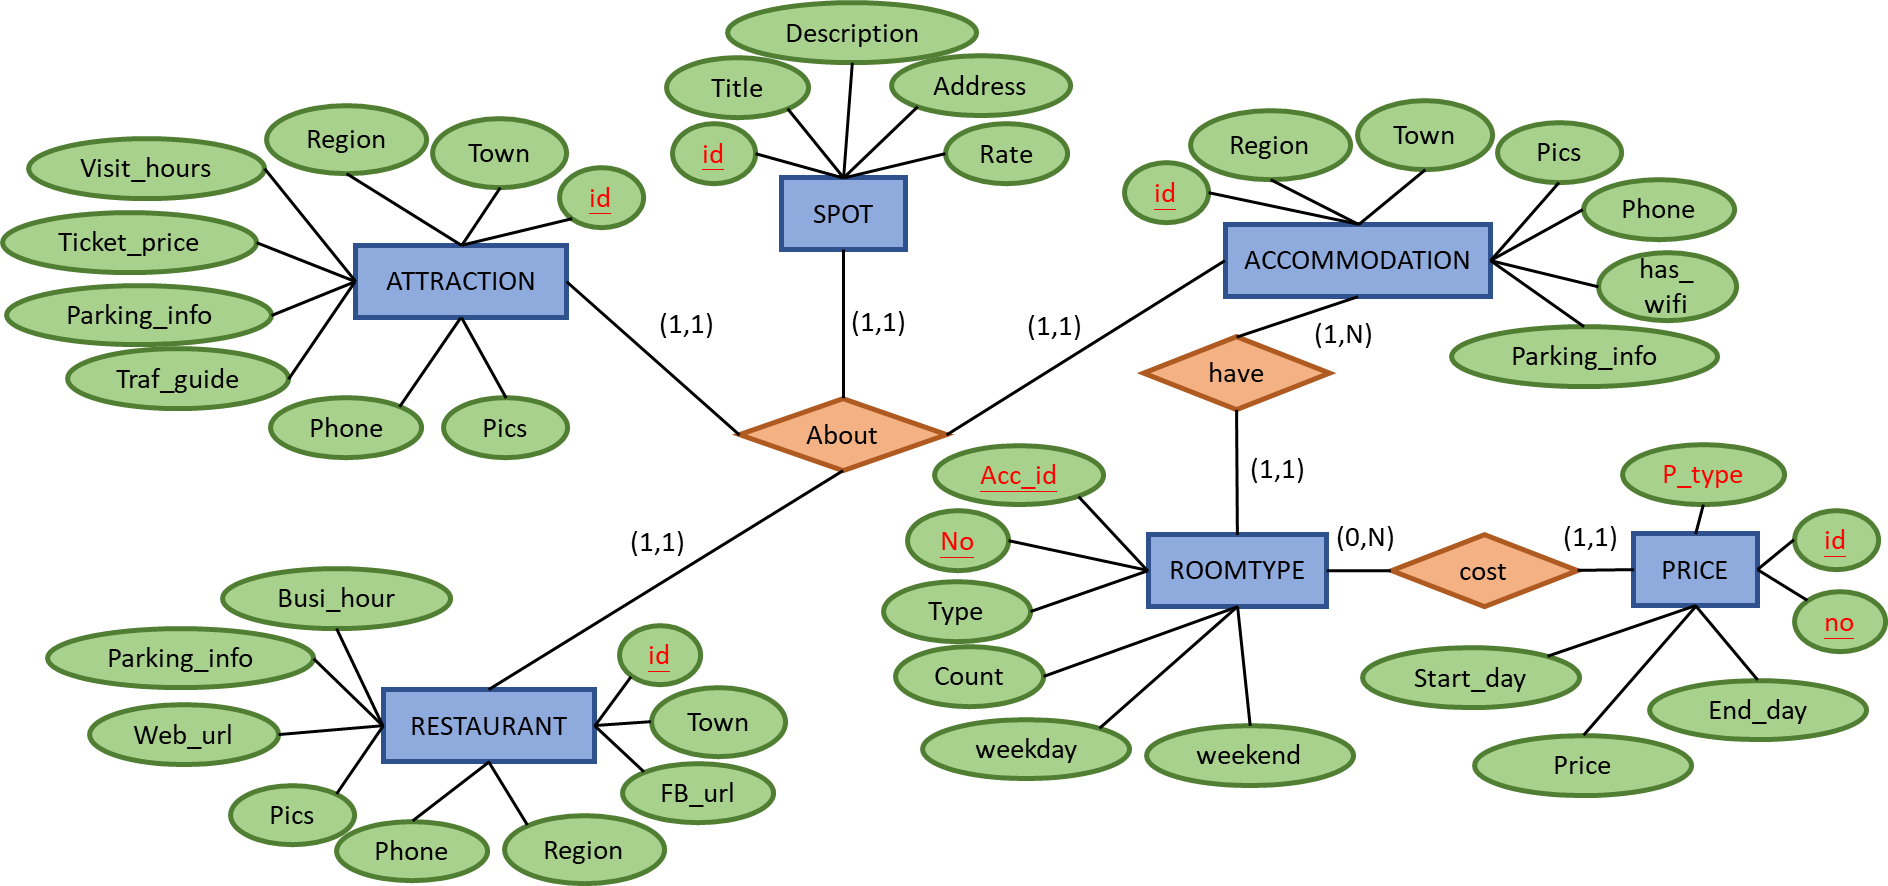 Description
Title
Address
id
Rate
SPOT
Region
Town
Visit_hours
id
Ticket_price
ATTRACTION
Parking_info
Traf_guide
Phone
Pics
Region
Town
Pics
id
Phone
ACCOMMODATION
has_
wifi
Parking_info
(1,1)
(1,1)
(1,1)
(1,N)
have
About
(1,1)
(1,1)
Acc_id
No
Type
Count
weekday
weekend
ROOMTYPE
(0,N)
cost
(1,1)
P_type
id
PRICE
no
Start_day
End_day
Price
Busi_hour
Parking_info
id
Web_url
RESTAURANT
Town
FB_url
Pics
Phone
Region